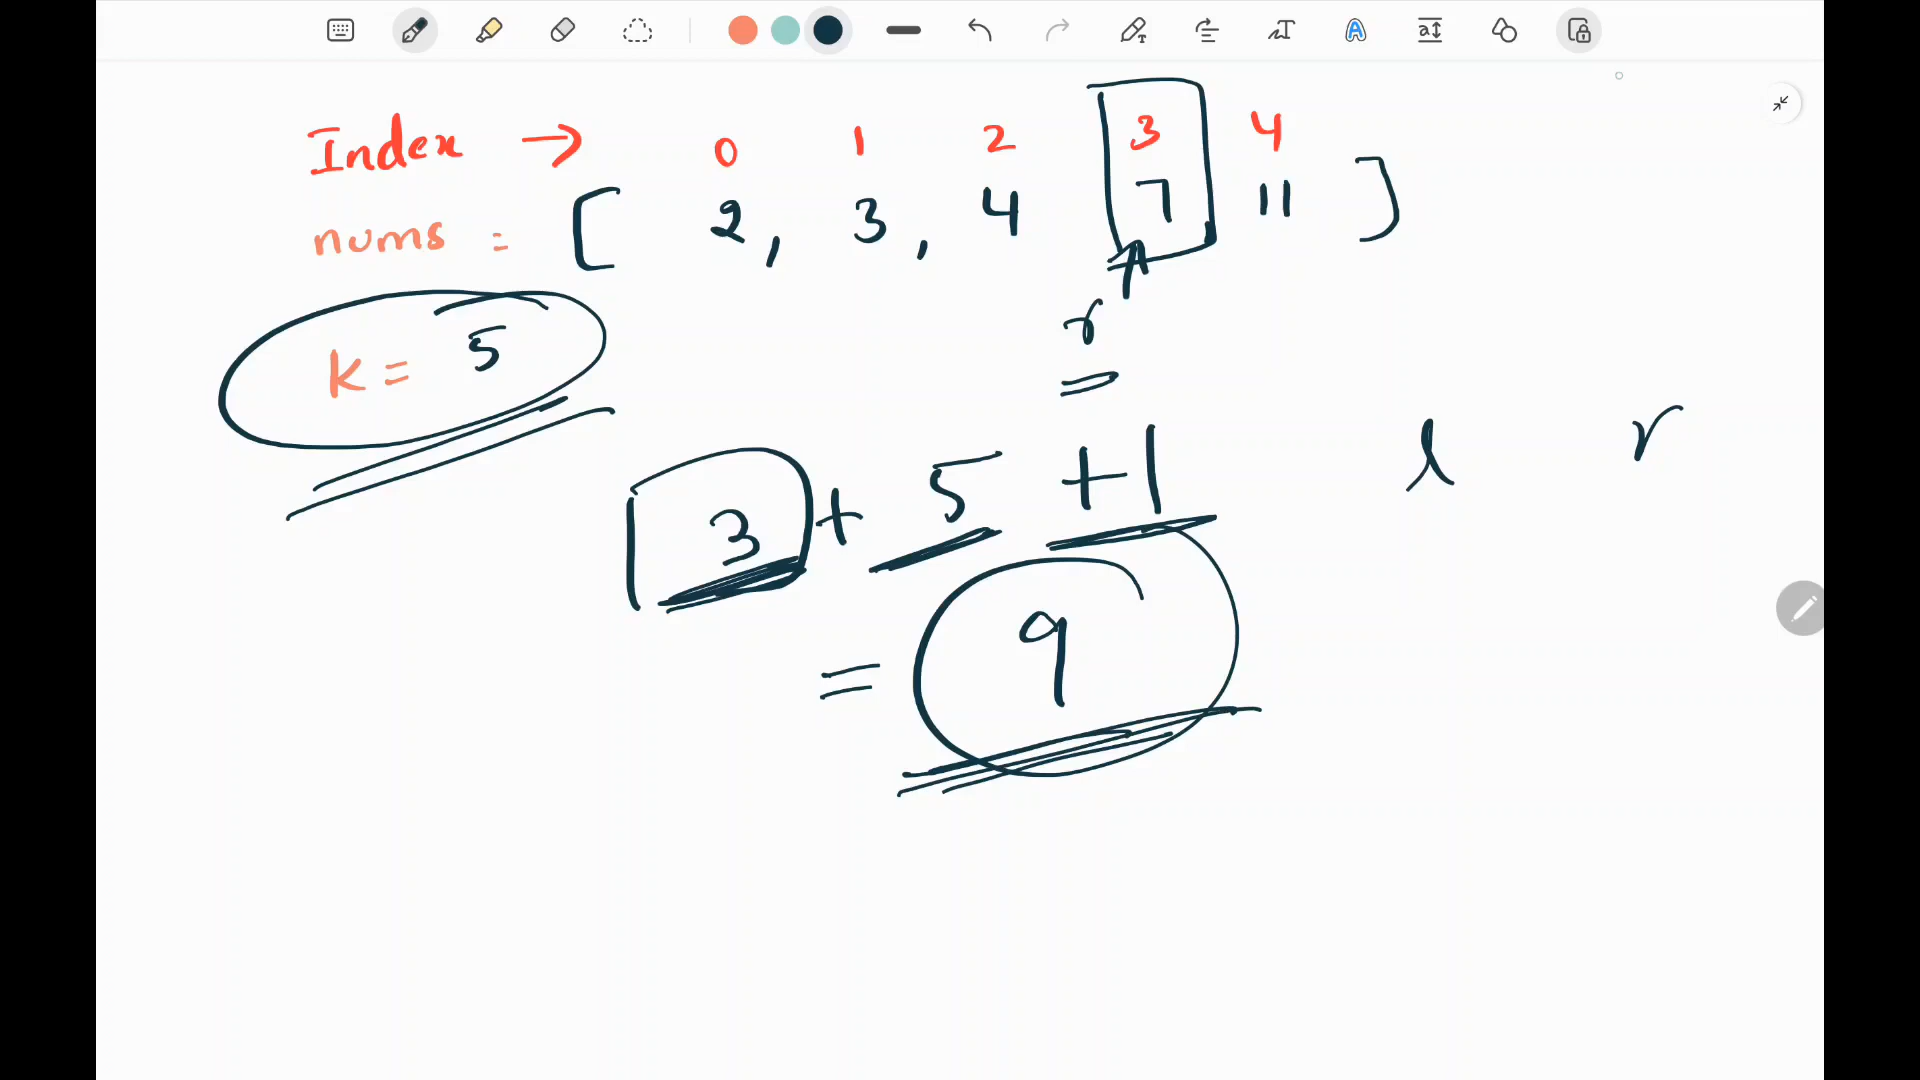 Index → 0 1 2 3 4
nums = [ 2, 3, 4 7 11 ]
k = 5
r
3 + 5 +1
l r
= 9